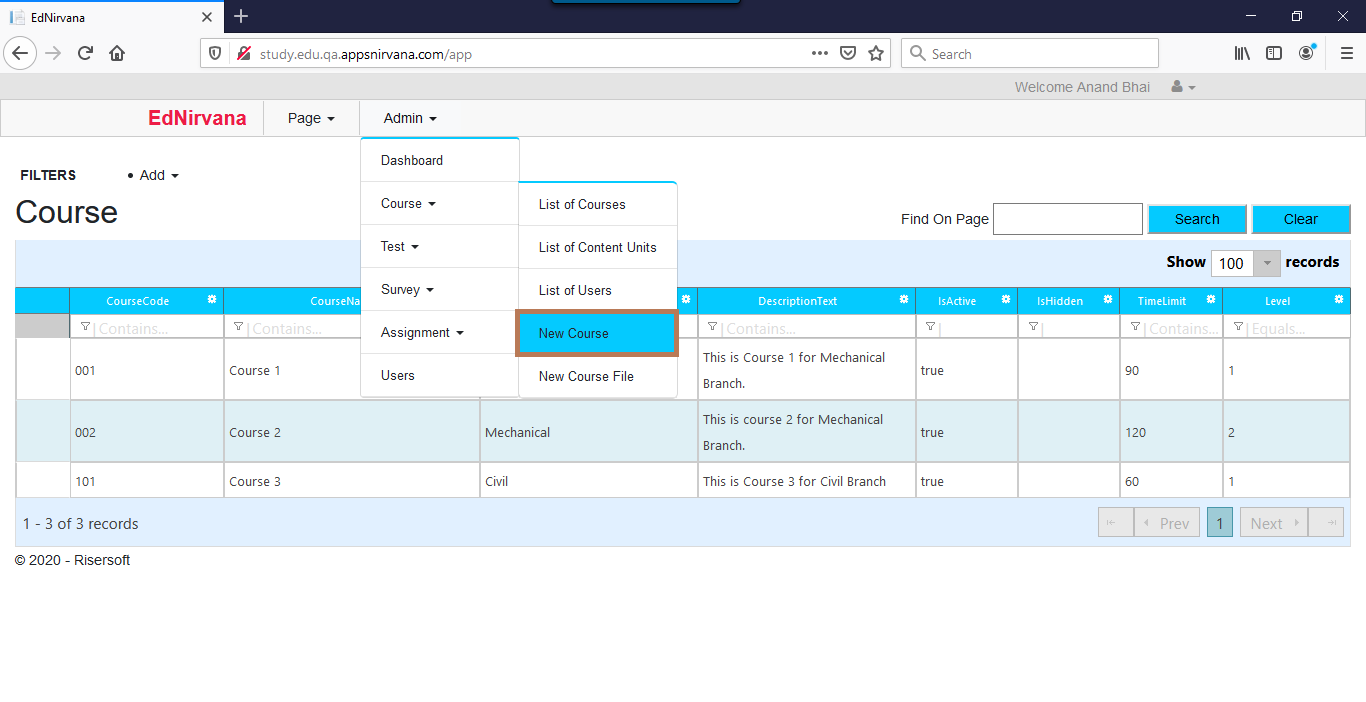 EdNirvana
study.edu.qa.appsnirvana.com/app
Search
Welcome Anand Bhai
EdNirvana
Page
Admin
Dashboard
Course
Test
Survey
Assignment
Users
List of Courses
List of Content Units
List of Users
New Course
New Course File
FILTERS
Add
Course
Find On Page
Search
Clear
Show 100 records
CourseCode CourseNa DescriptionText IsActive IsHidden TimeLimit Level
Contains... Contains... Contains... Contains... Equals...
001 Course 1 This is Course 1 for Mechanical Branch. true 90 1
002 Course 2 Mechanical This is course 2 for Mechanical Branch. true 120 2
101 Course 3 Civil This is Course 3 for Civil Branch true 60 1
1 - 3 of 3 records
Prev 1 Next
© 2020 - Risersoft